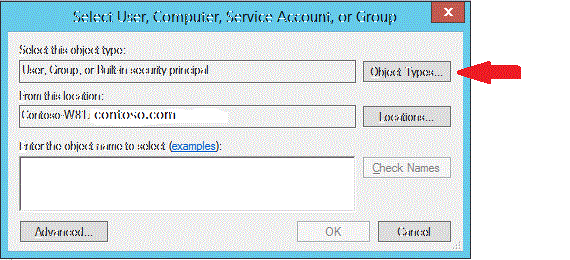 Select User, Computer, Service Account, or Group
x
Select this object type:
User, Group, or Built-in security principal
Object Types...
From this location:
Contoso-W81. contoso.com
Locations...
Enter the object name to select (examples):
Check Names
Advanced...
OK
Cancel